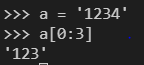 >>> a = '1234'
>>> a[0:3]
'123'